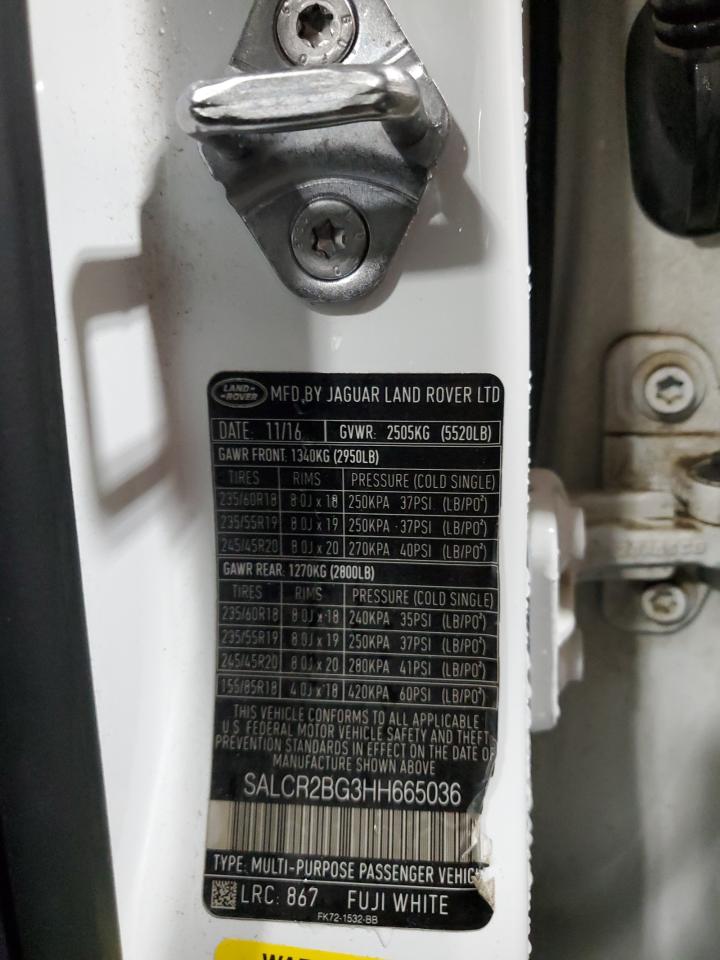 LAND-
-ROVER
MFD.BY JAGUAR LAND ROVER LTD
DATE: 11/16 GVWR: 2505KG (5520LB)
GAWR FRONT: 1340KG (2950LB)
TIRES RIMS PRESSURE (COLD SINGLE)
235/60R18 8.0J x 18 250KPA 37PSI (LB/PO²)
235/55R19 8.0J x 19 250KPA 37PSI (LB/PO²)
245/45R20 8.0J x 20 270KPA 40PSI (LB/PO²)
GAWR REAR: 1270KG (2800LB)
TIRES RIMS PRESSURE (COLD SINGLE)
235/60R18 8.0J x 18 240KPA 35PSI (LB/PO²)
235/55R19 8.0J x 19 250KPA 37PSI (LB/PO²)
245/45R20 8.0J x 20 280KPA 41PSI (LB/PO²)
155/85R18 4.0J x 18 420KPA 60PSI (LB/PO²)
THIS VEHICLE CONFORMS TO ALL APPLICABLE
U.S FEDERAL MOTOR VEHICLE SAFETY AND THEFT
PREVENTION STANDARDS IN EFFECT ON THE DATE OF
MANUFACTURE SHOWN ABOVE
SALCR2BG3HH665036
TYPE: MULTI-PURPOSE PASSENGER VEHIC
LRC: 867 FUJI WHITE
FK72-1532-BB